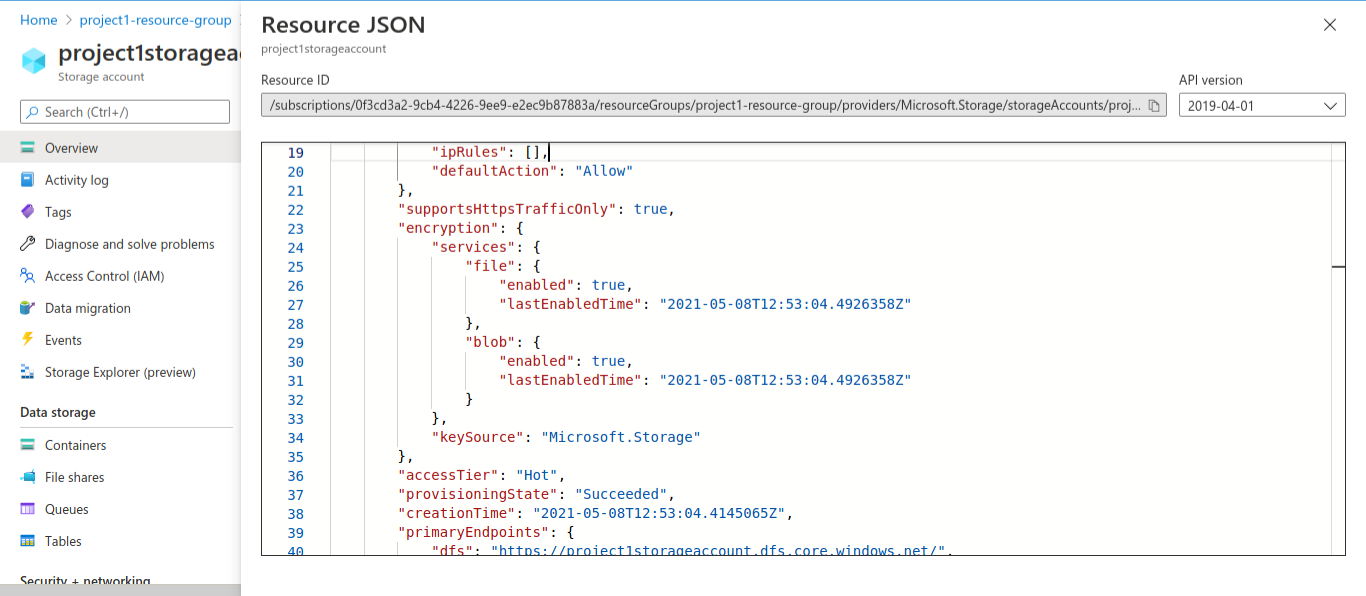 Home > project1-resource-group >
project1storagea
Storage account
Search (Ctrl+/)
Overview
Activity log
Tags
Diagnose and solve problems
Access Control (IAM)
Data migration
Events
Storage Explorer (preview)
Data storage
Containers
File shares
Queues
Tables
Security + networking
Resource JSON
project1storageaccount
Resource ID
API version
/subscriptions/0f3cd3a2-9cb4-4226-9ee9-e2ec9b87883a/resourceGroups/project1-resource-group/providers/Microsoft.Storage/storageAccounts/proj...
2019-04-01
19 "ipRules": [],
20 "defaultAction": "Allow"
21 },
22 "supportsHttpsTrafficOnly": true,
23 "encryption": {
24 "services": {
25 "file": {
26 "enabled": true,
27 "lastEnabledTime": "2021-05-08T12:53:04.4926358Z"
28 },
29 "blob": {
30 "enabled": true,
31 "lastEnabledTime": "2021-05-08T12:53:04.4926358Z"
32 }
33 },
34 "keySource": "Microsoft.Storage"
35 },
36 "accessTier": "Hot",
37 "provisioningState": "Succeeded",
38 "creationTime": "2021-05-08T12:53:04.4145065Z",
39 "primaryEndpoints": {
40 "dfs": "https://project1storageaccount.dfs.core.windows.net/",